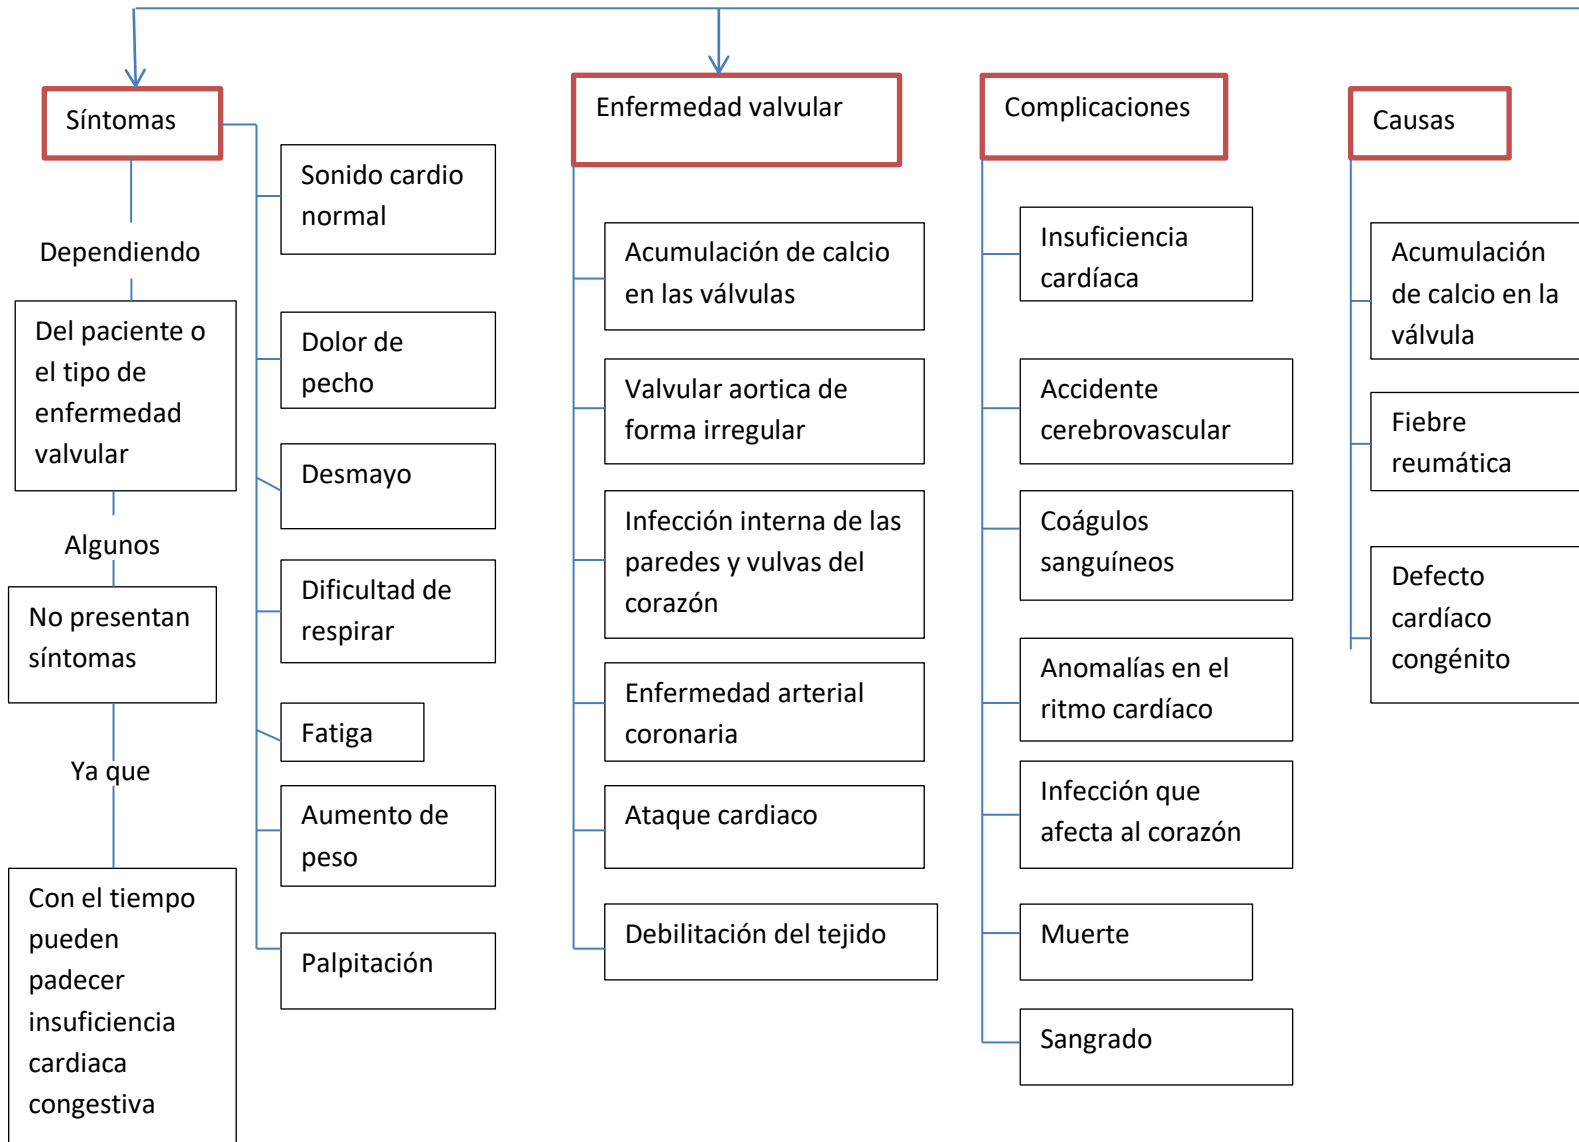 Síntomas
Dependiendo
Del paciente o
el tipo de
enfermedad
valvular
Algunos
No presentan
síntomas
Ya que
Con el tiempo
pueden
padecer
insuficiencia
cardiaca
congestiva
Sonido cardio
normal
Dolor de
pecho
Desmayo
Dificultad de
respirar
Fatiga
Aumento de
peso
Palpitación
Enfermedad valvular
Acumulación de calcio
en las válvulas
Valvular aortica de
forma irregular
Infección interna de las
paredes y vulvas del
corazón
Enfermedad arterial
coronaria
Ataque cardiaco
Debilitación del tejido
Complicaciones
Insuficiencia
cardíaca
Accidente
cerebrovascular
Coágulos
sanguíneos
Anomalías en el
ritmo cardíaco
Infección que
afecta al corazón
Muerte
Sangrado
Causas
Acumulación
de calcio en la
válvula
Fiebre
reumática
Defecto
cardíaco
congénito